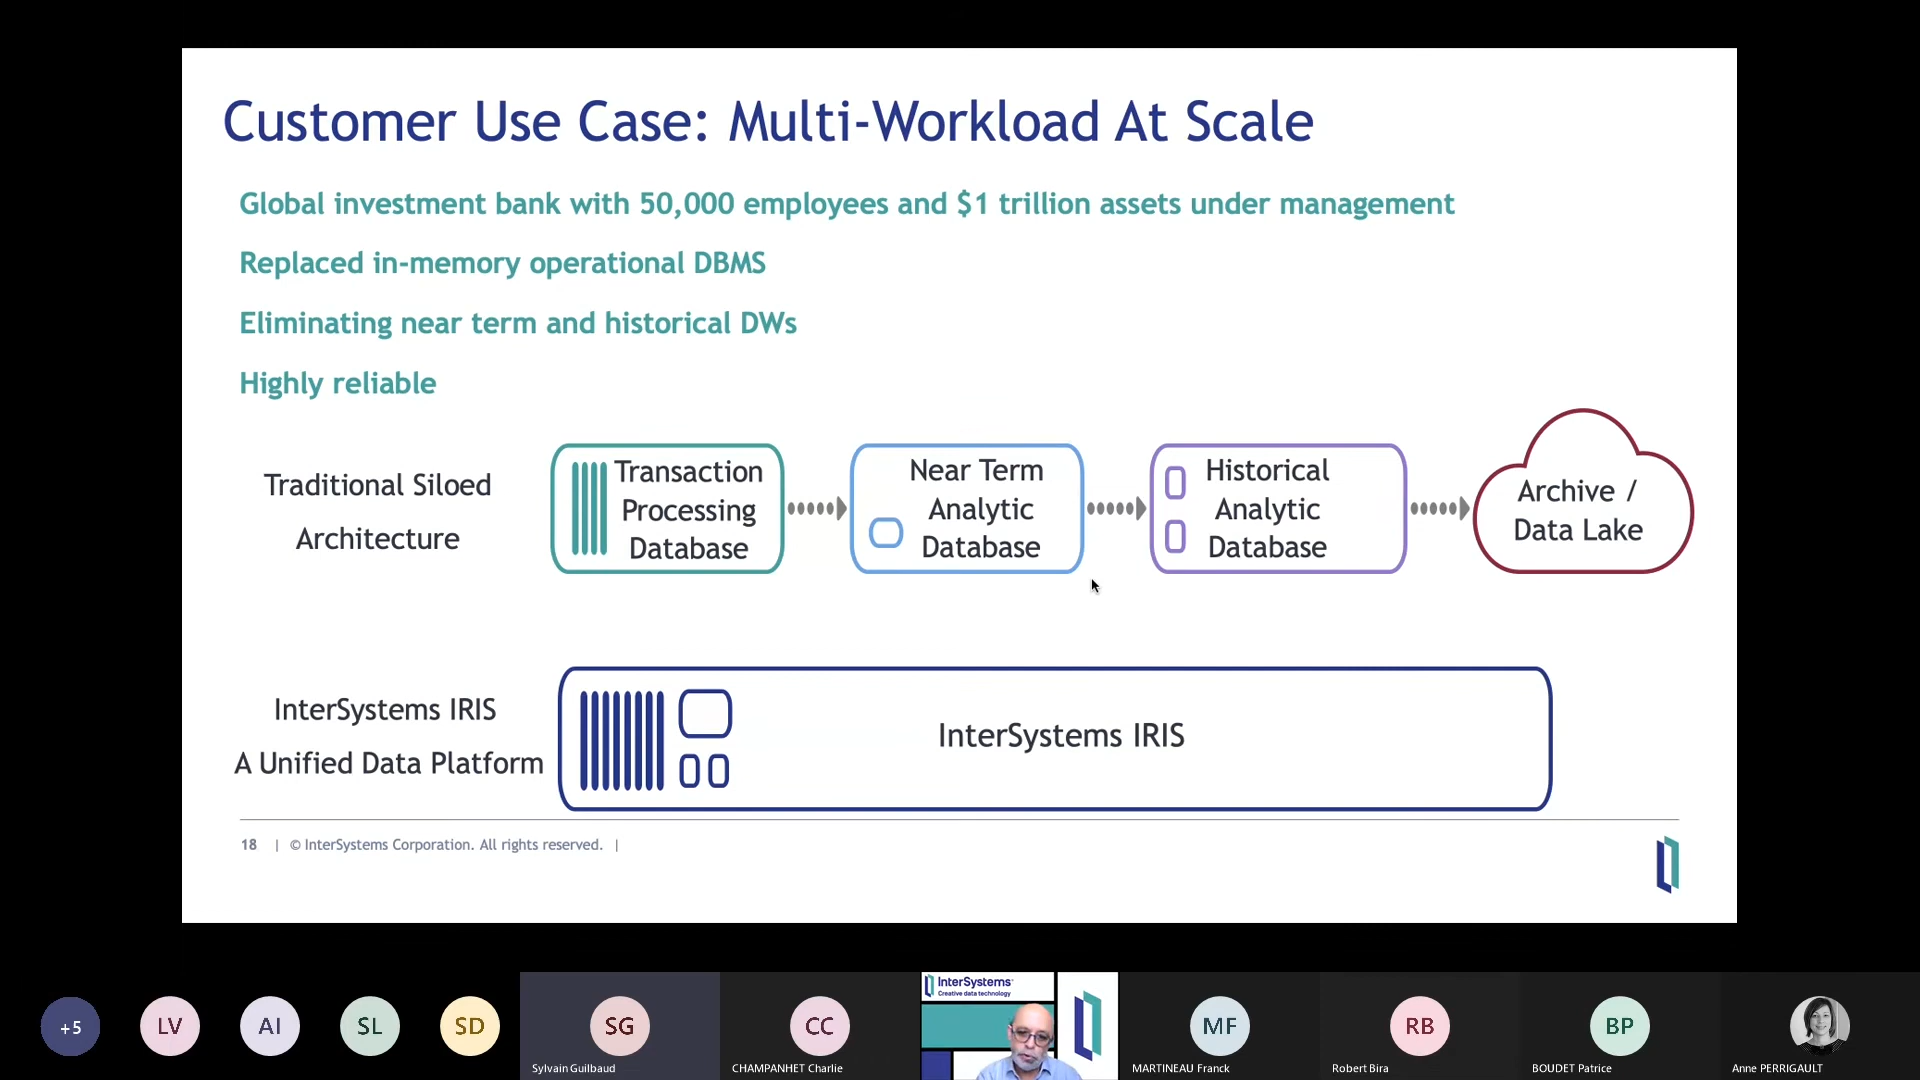 Customer Use Case: Multi-Workload At Scale
Global investment bank with 50,000 employees and $1 trillion assets under management
Replaced in-memory operational DBMS
Eliminating near term and historical DWs
Highly reliable
Traditional Siloed
Architecture
Transaction
Processing
Database
Near Term
Analytic
Database
Historical
Analytic
Database
Archive /
Data Lake
InterSystems IRIS
A Unified Data Platform
InterSystems IRIS
18 | © InterSystems Corporation. All rights reserved. |
+5
LV
AI
SL
SD
SG
Sylvain Guilbaud
CC
CHAMPANHET Charlie
InterSystems™
Creative data technology
MF
MARTINEAU Franck
RB
Robert Bira
BP
BOUDET Patrice
Anne PERRIGAULT